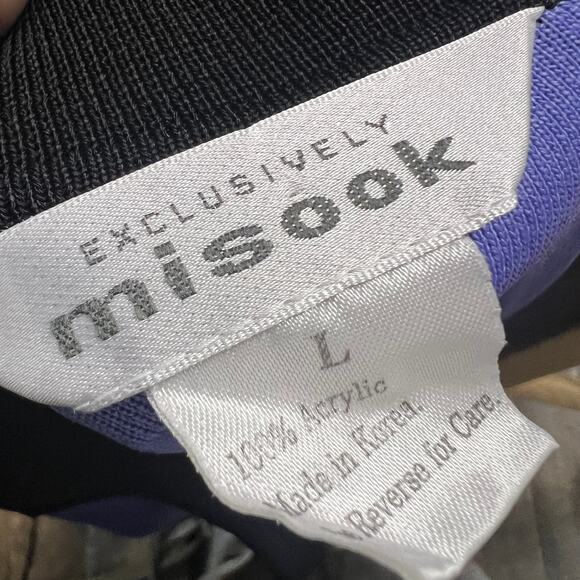 EXCLUSIVELY
misook
L
100% Acrylic
Made in Korea.
Reverse for Care.